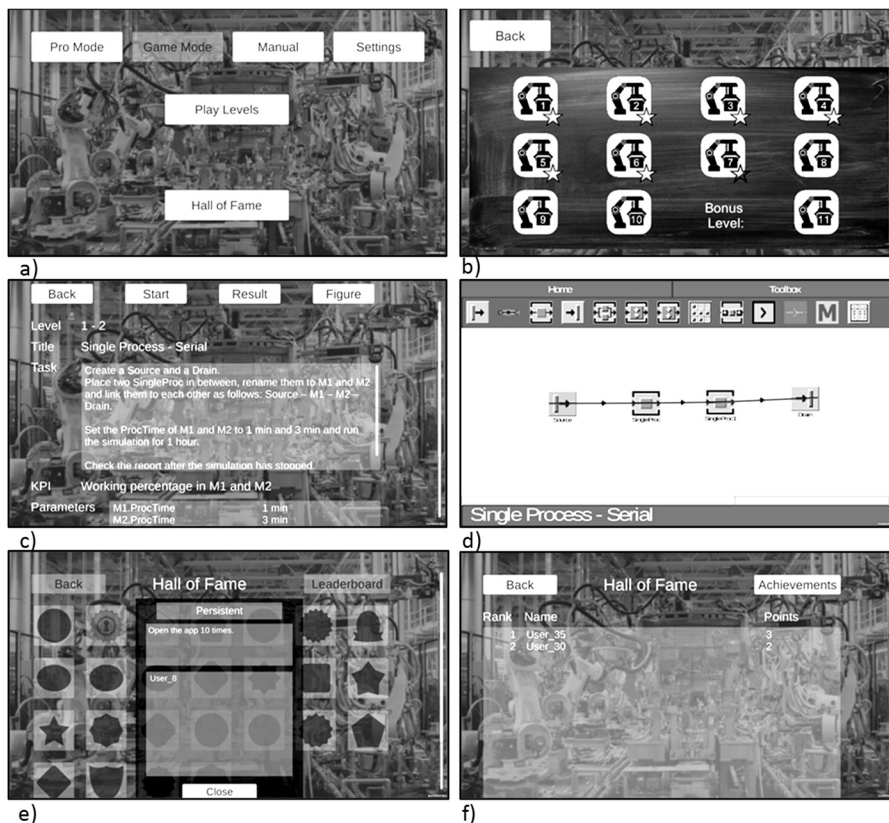 Pro Mode Game Mode Manual Settings
Play Levels
Hall of Fame
a)
Back
1 2 3 4
5 6 7 8
9 10 Bonus Level: 11
b)
Back Start Result Figure
Level 1 - 2
Title Single Process - Serial
Task Create a Source and a Drain.
Place two SingleProc in between, rename them to M1 and M2
and link them to each other as follows: Source – M1 – M2 –
Drain.
Set the ProcTime of M1 and M2 to 1 min and 3 min and run
the simulation for 1 hour.
Check the report after the simulation has stopped.
KPI Working percentage in M1 and M2
Parameters M1.ProcTime 1 min
M2.ProcTime 3 min
c)
Home Toolbox
M
Source SingleProc SingleProc1 Drain
Single Process - Serial
d)
Back Hall of Fame Leaderboard
Persistent
Open the app 10 times.
User_8
Close
e)
Back Hall of Fame Achievements
Rank Name Points
1 User_35 3
2 User_30 2
f)